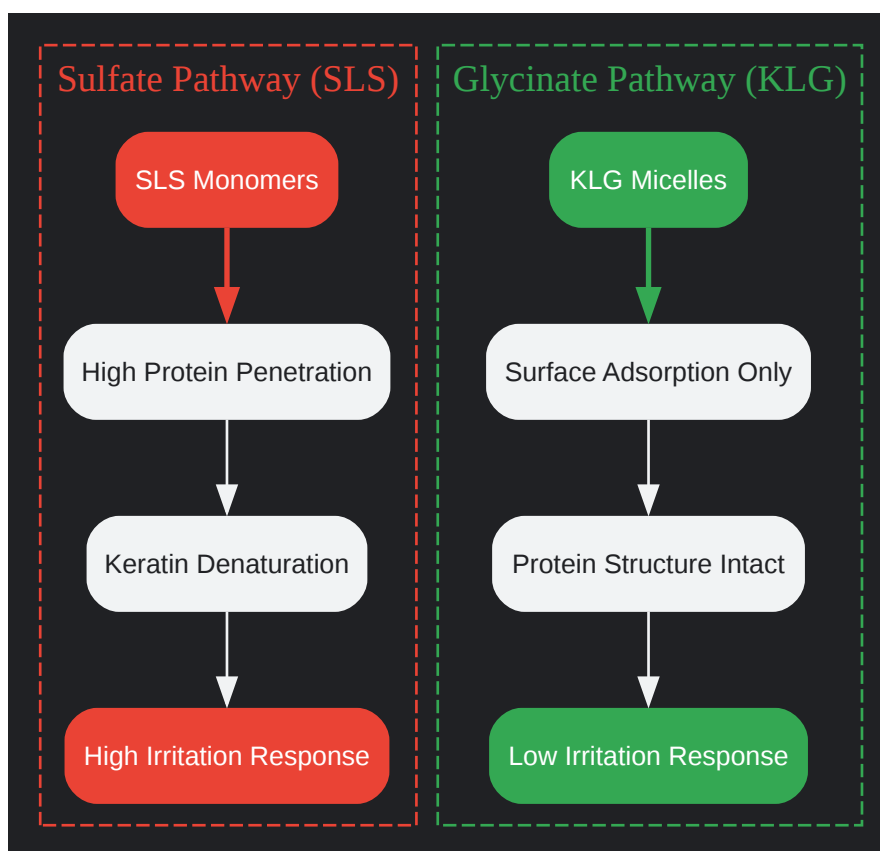 Sulfate Pathway (SLS)
SLS Monomers
High Protein Penetration
Keratin Denaturation
High Irritation Response
Glycinate Pathway (KLG)
KLG Micelles
Surface Adsorption Only
Protein Structure Intact
Low Irritation Response